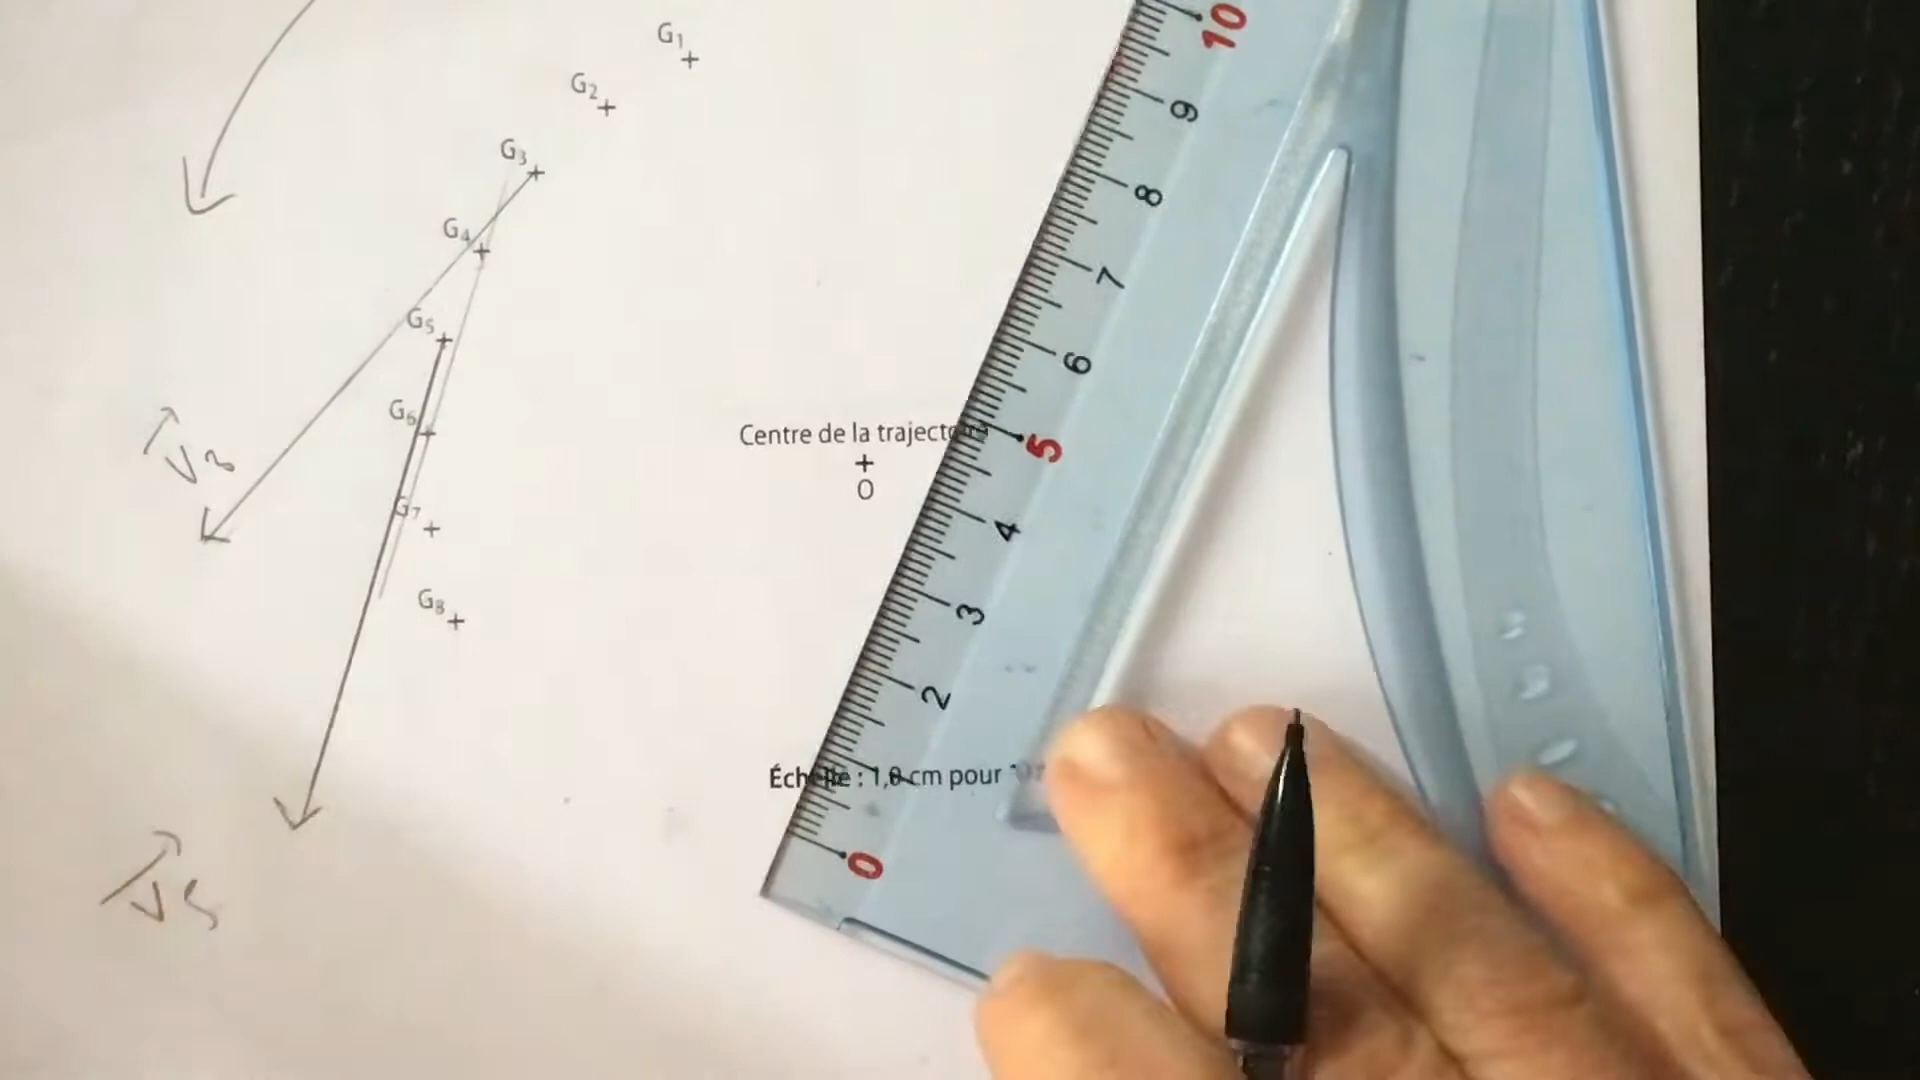 G1
G2
G3
G4
G5
G6
G7
G8
V3
V5
Centre de la trajectoire
+
O
Échelle : 1,0 cm pour
10
9
8
7
6
5
4
3
2
0